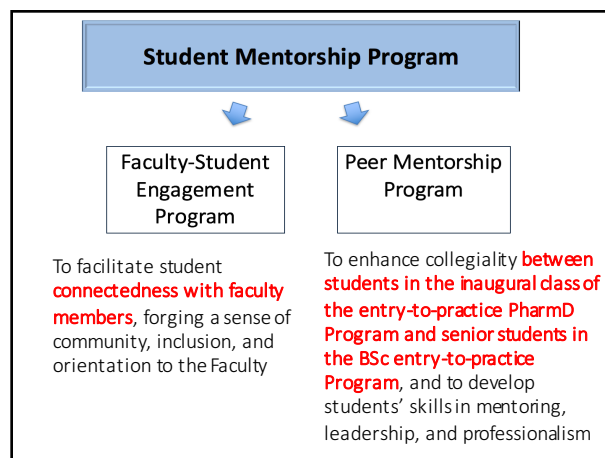 Student Mentorship Program
Faculty-Student
Engagement
Program
To facilitate student
connectedness with faculty
members, forging a sense of
community, inclusion, and
orientation to the Faculty
Peer Mentorship
Program
To enhance collegiality between
students in the inaugural class of
the entry-to-practice PharmD
Program and senior students in
the BSc entry-to-practice
Program, and to develop
students’ skills in mentoring,
leadership, and professionalism